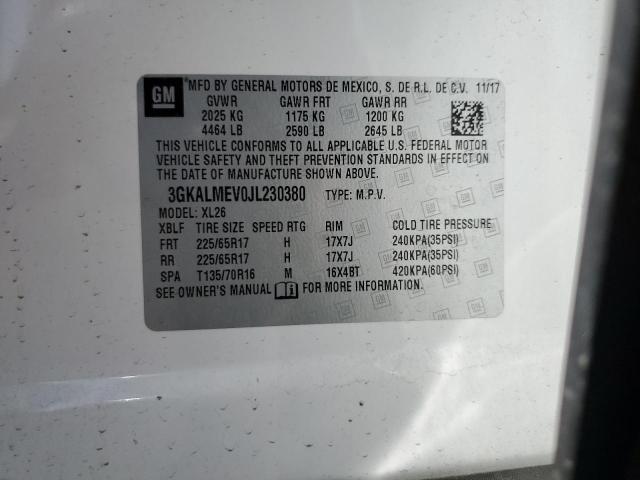 GM
MFD BY GENERAL MOTORS DE MEXICO, S. DE R.L. DE C.V. 11/17
GVWR GAWR FRT GAWR RR
2025 KG 1175 KG 1200 KG
4464 LB 2590 LB 2645 LB
THIS VEHICLE CONFORMS TO ALL APPLICABLE U.S. FEDERAL MOTOR
VEHICLE SAFETY AND THEFT PREVENTION STANDARDS IN EFFECT ON
THE DATE OF MANUFACTURE SHOWN ABOVE.
3GKALMEV0JL230380 TYPE: M.P.V.
MODEL: XL26
XBLF TIRE SIZE SPEED RTG RIM COLD TIRE PRESSURE
FRT 225/65R17 H 17X7J 240KPA(35PSI)
RR 225/65R17 H 17X7J 240KPA(35PSI)
SPA T135/70R16 M 16X4BT 420KPA(60PSI)
SEE OWNER'S MANUAL FOR MORE INFORMATION.